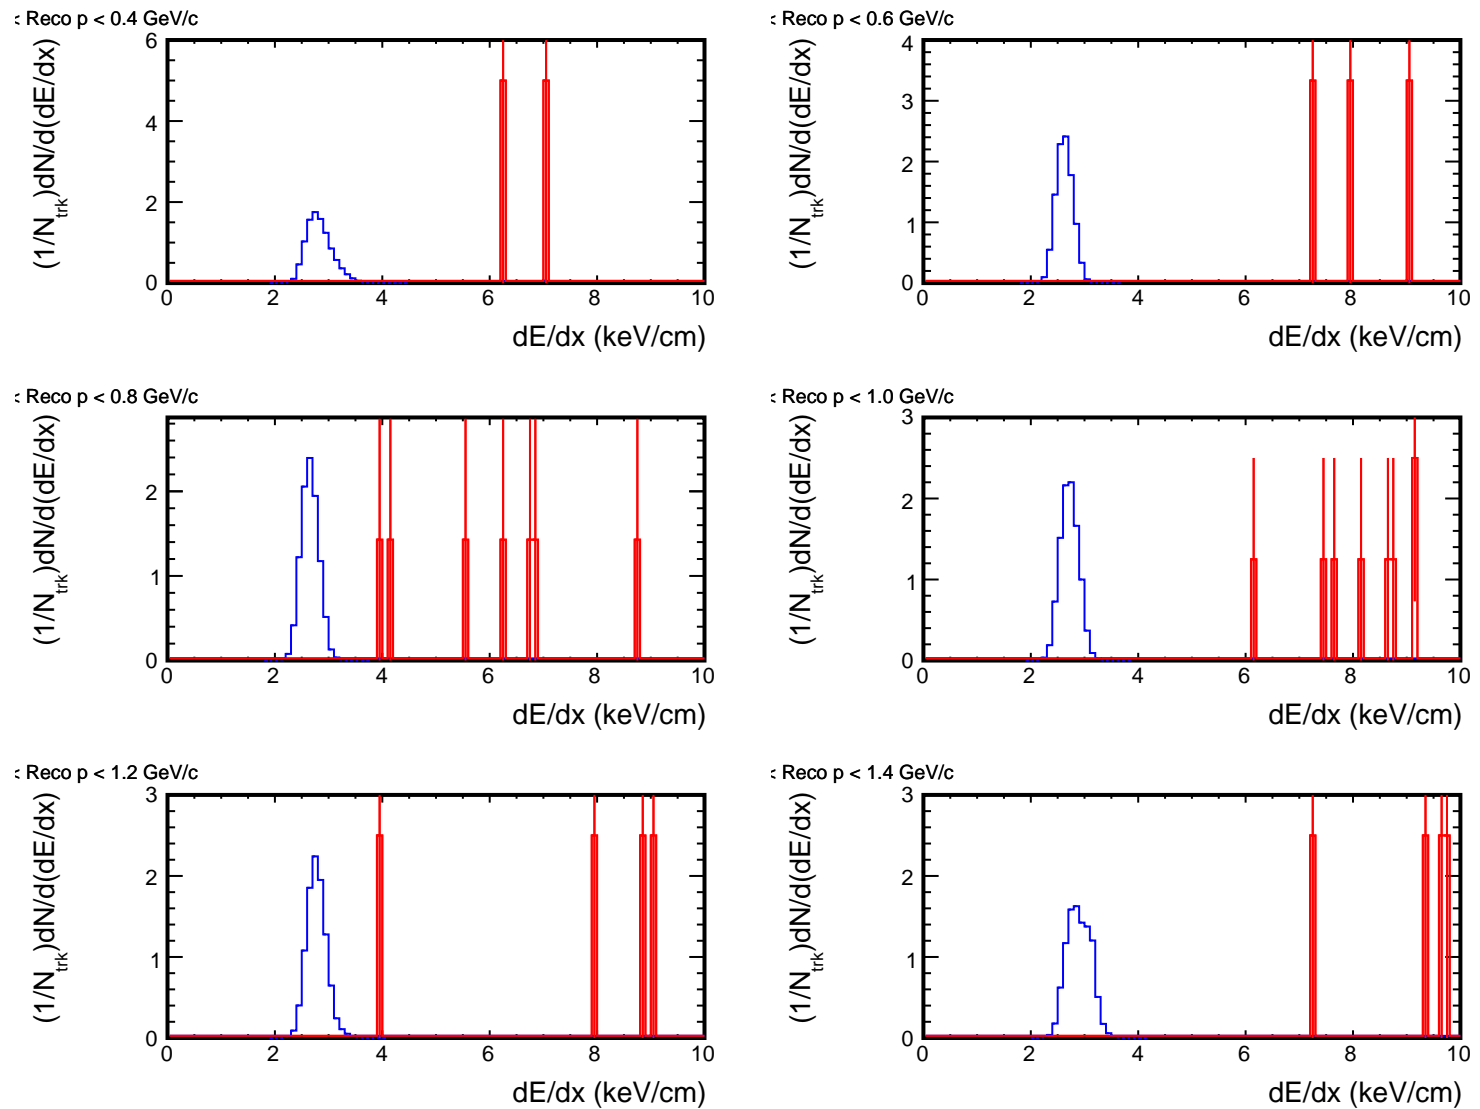 < Reco p < 0.4 GeV/c
(1/N_trk)dN/d(dE/dx)
6
4
2
0
0 2 4 6 8 10
dE/dx (keV/cm)
< Reco p < 0.6 GeV/c
(1/N_trk)dN/d(dE/dx)
4
3
2
1
0
0 2 4 6 8 10
dE/dx (keV/cm)
< Reco p < 0.8 GeV/c
(1/N_trk)dN/d(dE/dx)
2
1
0
0 2 4 6 8 10
dE/dx (keV/cm)
< Reco p < 1.0 GeV/c
(1/N_trk)dN/d(dE/dx)
3
2
1
0
0 2 4 6 8 10
dE/dx (keV/cm)
< Reco p < 1.2 GeV/c
(1/N_trk)dN/d(dE/dx)
3
2
1
0
0 2 4 6 8 10
dE/dx (keV/cm)
< Reco p < 1.4 GeV/c
(1/N_trk)dN/d(dE/dx)
3
2
1
0
0 2 4 6 8 10
dE/dx (keV/cm)